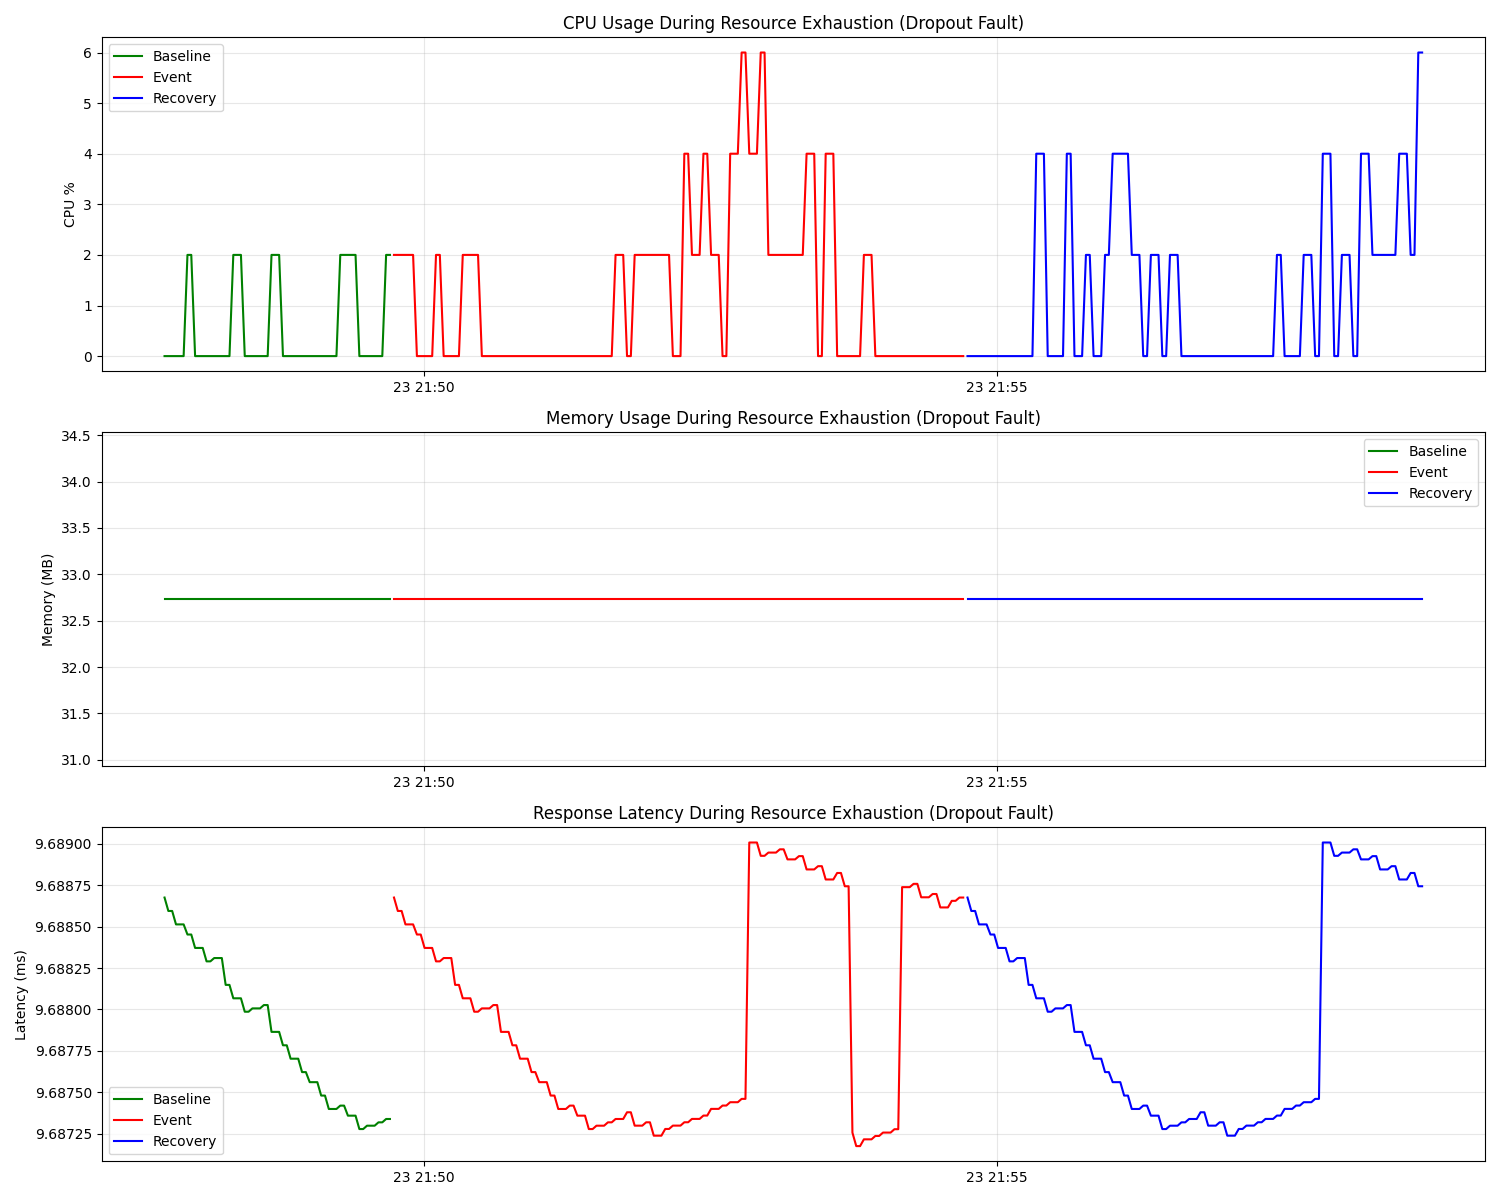 CPU Usage During Resource Exhaustion (Dropout Fault)
Baseline
Event
Recovery
CPU %
6
5
4
3
2
1
0
23 21:50
23 21:55
Memory Usage During Resource Exhaustion (Dropout Fault)
Baseline
Event
Recovery
Memory (MB)
34.5
34.0
33.5
33.0
32.5
32.0
31.5
31.0
23 21:50
23 21:55
Response Latency During Resource Exhaustion (Dropout Fault)
Latency (ms)
9.68900
9.68875
9.68850
9.68825
9.68800
9.68775
9.68750
9.68725
Baseline
Event
Recovery
23 21:50
23 21:55